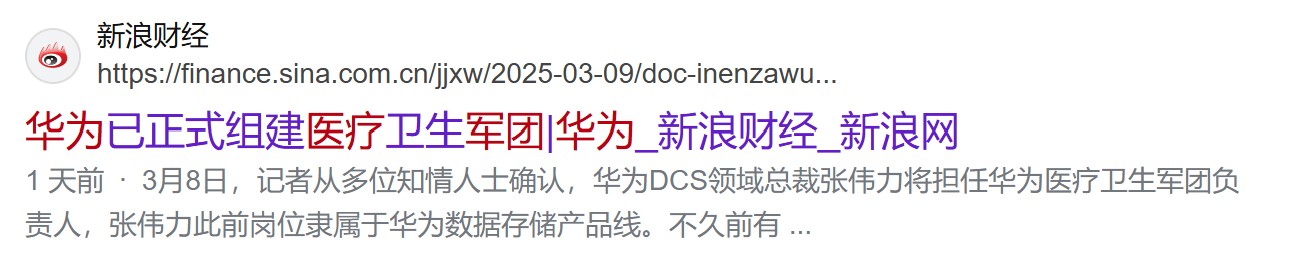 新浪财经
https://finance.sina.com.cn/jjxw/2025-03-09/doc-inenzawu...
华为已正式组建医疗卫生军团|华为_新浪财经_新浪网
1 天前 · 3月8日，记者从多位知情人士确认，华为DCS领域总裁张伟力将担任华为医疗卫生军团负
责人，张伟力此前岗位隶属于华为数据存储产品线。不久前有 ...